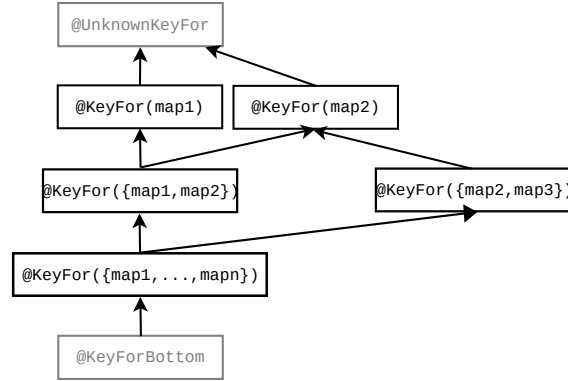 @UnknownKeyFor
@KeyFor(map1)
@KeyFor(map2)
@KeyFor({map1,map2})
@KeyFor({map2,map3})
@KeyFor({map1,...,mapn})
@KeyForBottom